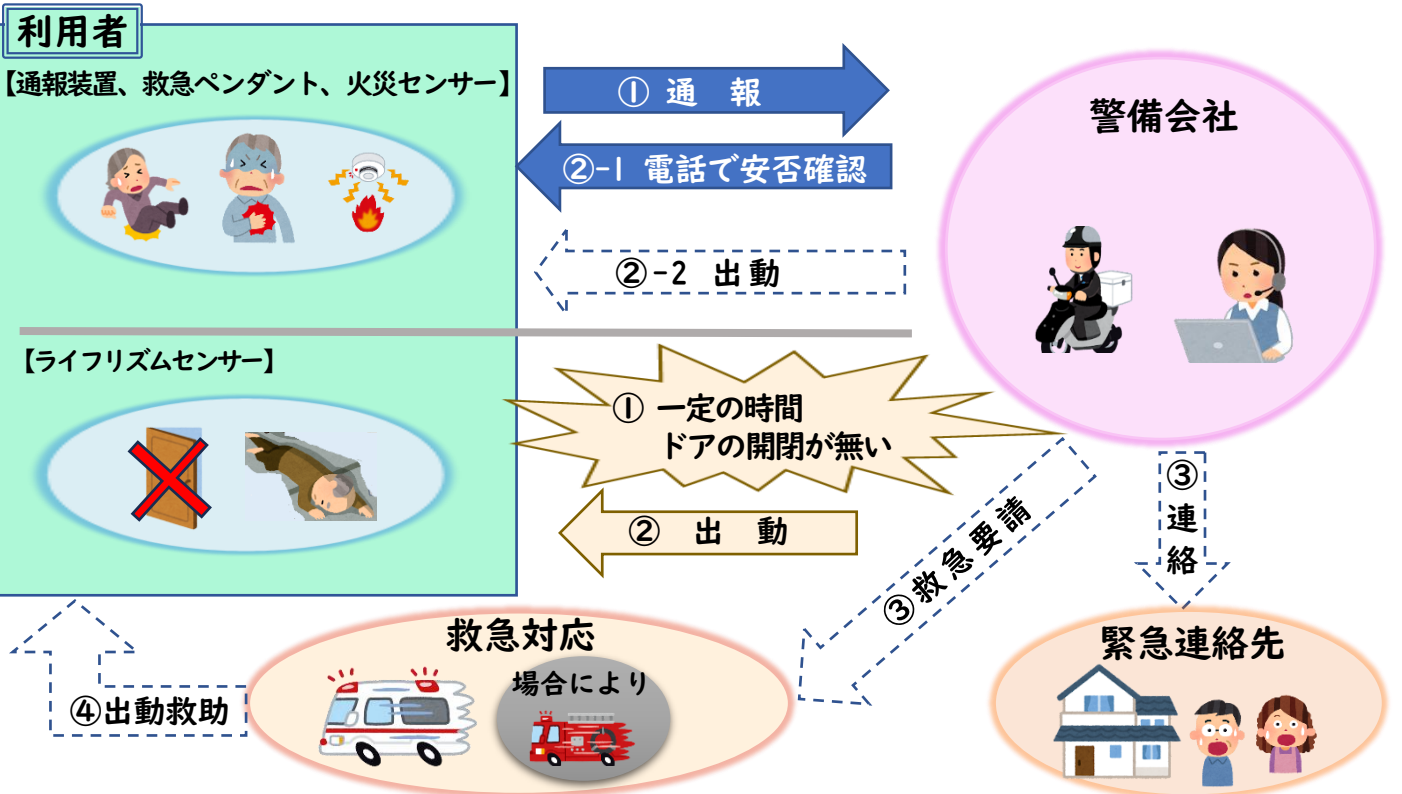 利用者
【通報装置、救急ペンダント、火災センサー】
① 通 報
②-1 電話で安否確認
②-2 出動
警備会社
【ライフリズムセンサー】
① 一定の時間
ドアの開閉が無い
② 出 動
③救急要請
③連絡
救急対応
場合により
④出動救助
緊急連絡先